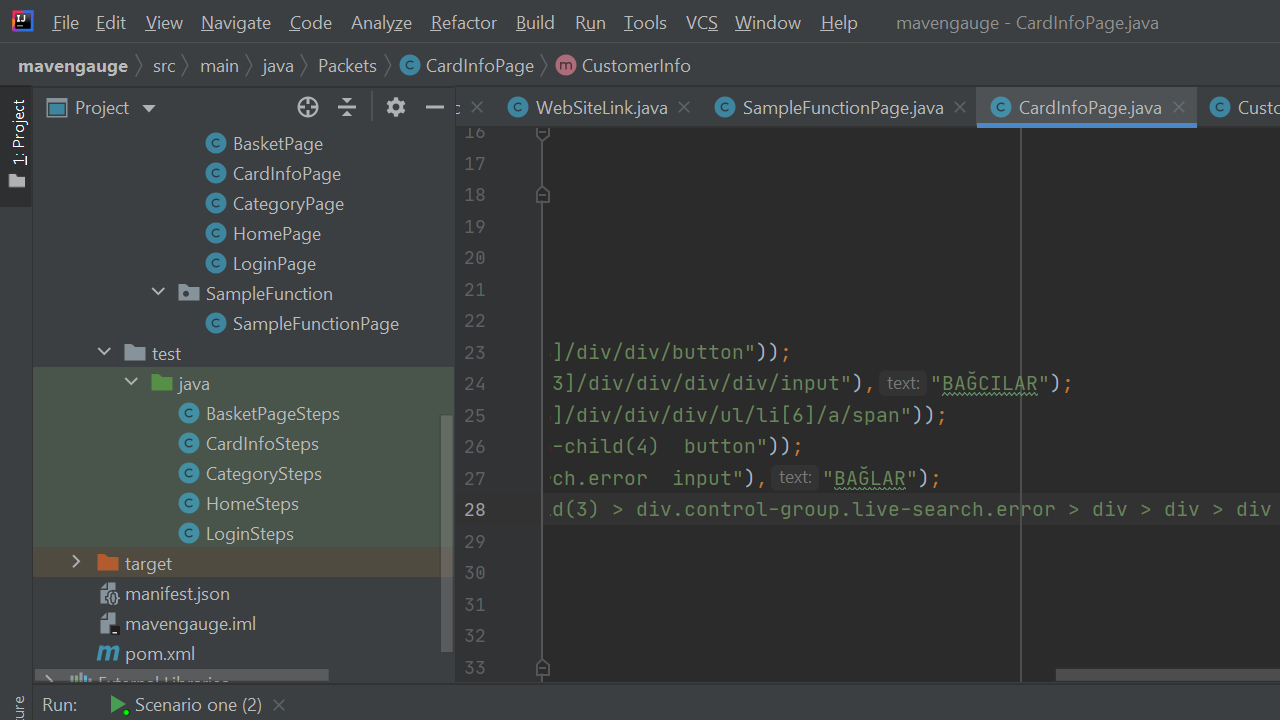 File Edit View Navigate Code Analyze Refactor Build Run Tools VCS Window Help mavengauge - CardInfoPage.java
mavengauge src main java Packets CardInfoPage CustomerInfo
1: Project
Project
WebSiteLink.java SampleFunctionPage.java CardInfoPage.java
BasketPage
CardInfoPage
CategoryPage
HomePage
LoginPage
SampleFunction
SampleFunctionPage
test
java
BasketPageSteps
CardInfoSteps
CategorySteps
HomeSteps
LoginSteps
target
manifest.json
mavengauge.iml
pom.xml
External Libraries
16
17
18
19
20
21
22
23 ]/div/div/button"));
24 3]/div/div/div/div/input"), text: "BAĞCILAR");
25 ]/div/div/div/ul/li[6]/a/span"));
26 -child(4)  button"));
27 ch.error  input"), text: "BAĞLAR");
28 ld(3) > div.control-group.live-search.error > div > div > div
29
30
31
32
33
Run: Scenario one (2)